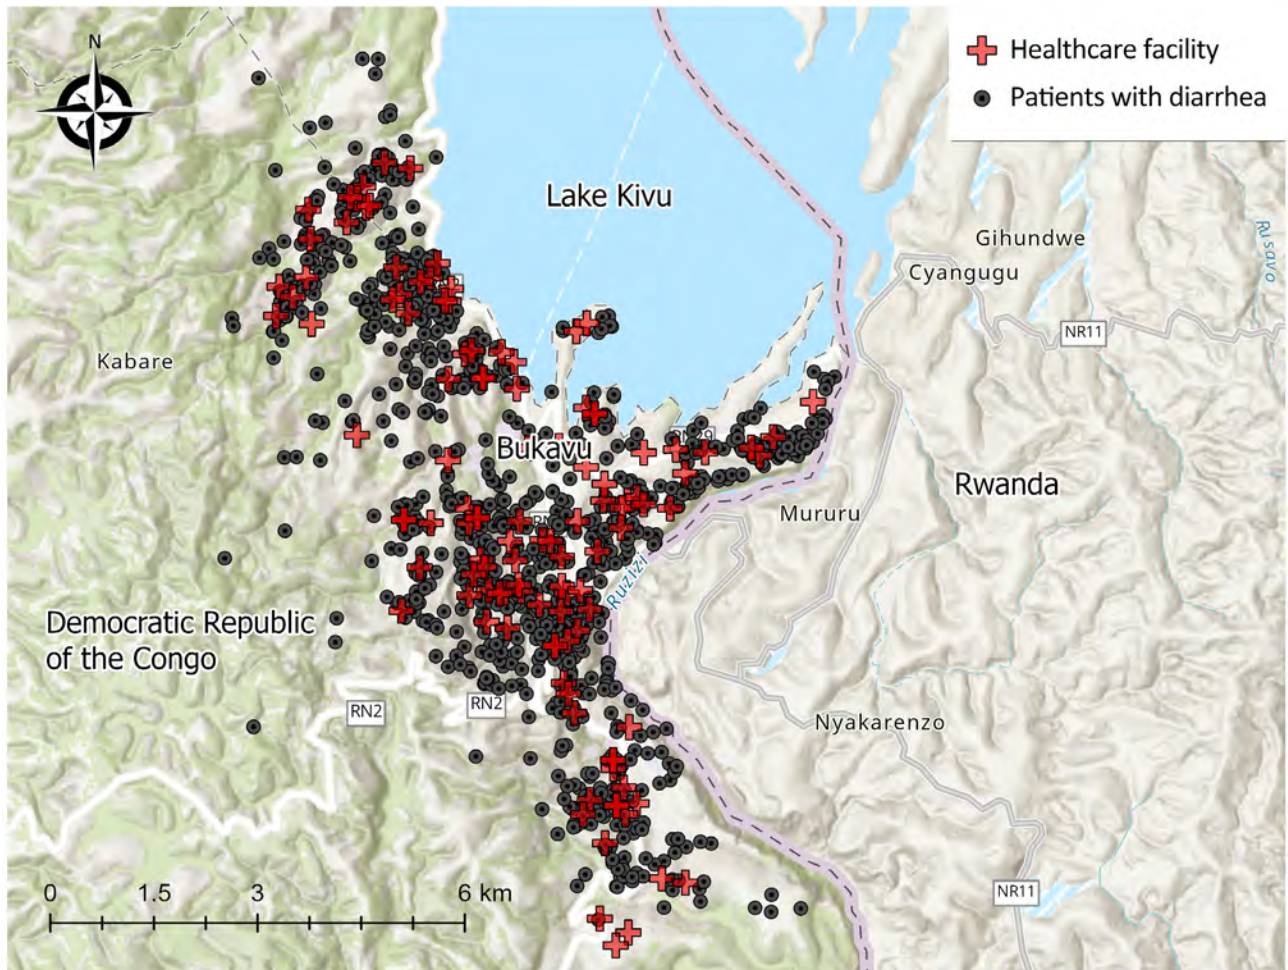 N
Healthcare facility
Patients with diarrhea
Lake Kivu
Rusavo
Gihundwe
Cyangugu
NR11
Kabare
Bukavu
Rwanda
Mururu
Ruzizi
Democratic Republic
of the Congo
RN2
RN2
Nyakarenzo
0 1.5 3 6 km
NR11